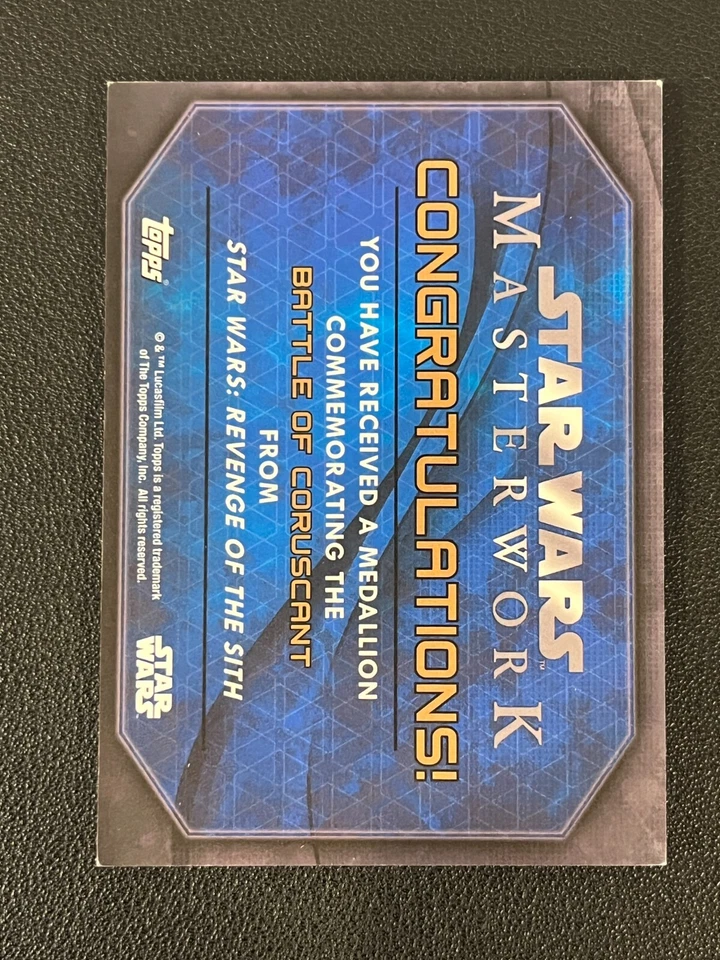 STAR WARS™
MASTERWORK
CONGRATULATIONS!
YOU HAVE RECEIVED A MEDALLION
COMMEMORATING THE
BATTLE OF CORUSCANT
FROM
STAR WARS: REVENGE OF THE SITH
topps®
© & ™ Lucasfilm Ltd. Topps is a registered trademark
of The Topps Company, Inc. All rights reserved.
STAR
WARS